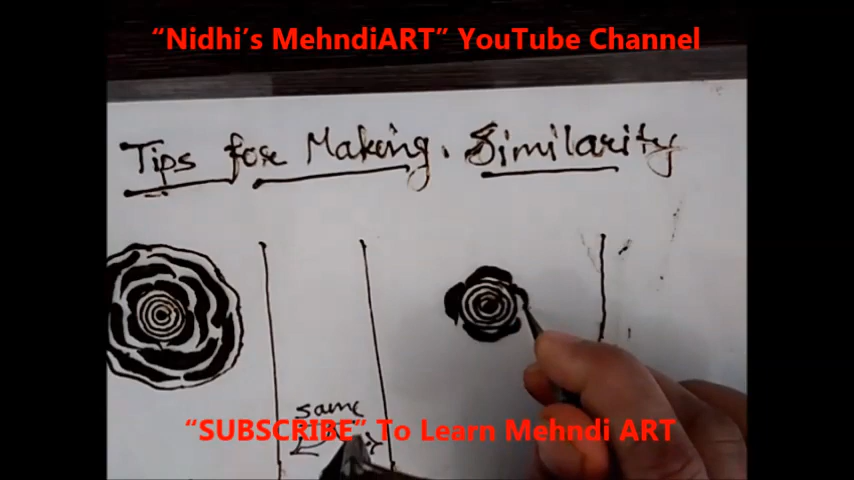 “Nidhi’s MehndiART” YouTube Channel
Tips for Making Similarity
same
“SUBSCRIBE” To Learn Mehndi ART